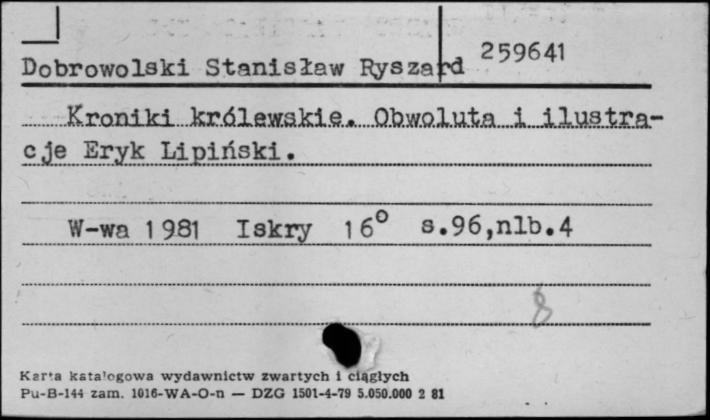 259641
Dobrowolski Stanisław Ryszard
Kroniki królewskie. Obwoluta i ilustra-
cje Eryk Lipiński.
W-wa 1981 Iskry 16° s.96,nlb.4
8
Karta katalogowa wydawnictw zwartych i ciągłych
Pu-B-144 zam. 1016-WA-O-n — DZG 1501-4-79 5.050.000 2 81